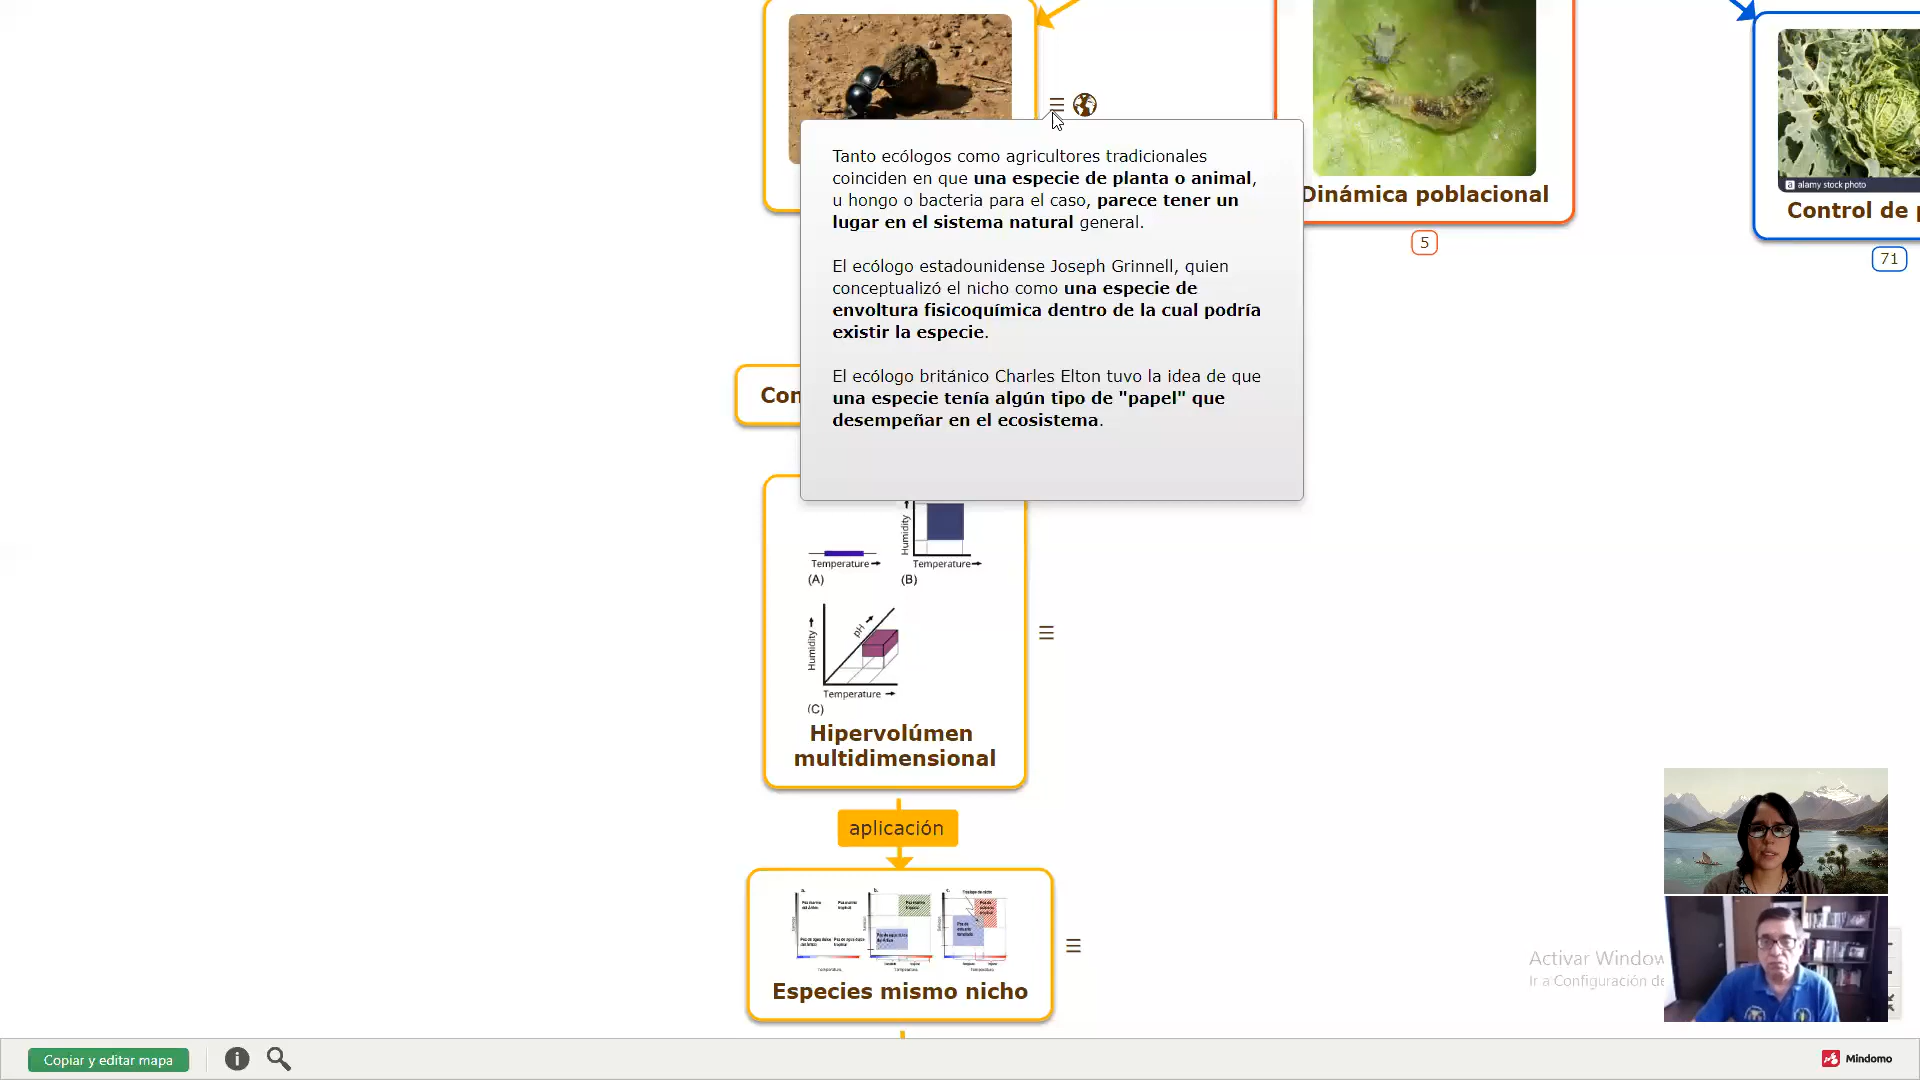 Tanto ecólogos como agricultores tradicionales
coinciden en que una especie de planta o animal,
u hongo o bacteria para el caso, parece tener un
lugar en el sistema natural general.
El ecólogo estadounidense Joseph Grinnell, quien
conceptualizó el nicho como una especie de
envoltura fisicoquímica dentro de la cual podría
existir la especie.
El ecólogo británico Charles Elton tuvo la idea de que
una especie tenía algún tipo de "papel" que
desempeñar en el ecosistema.
Dinámica poblacional
5
a alamy stock photo
Control de
71
Con
Humidity
Temperature
(A)
Temperature
(B)
Humidity
pH
Temperature
(C)
Hipervolúmen
multidimensional
aplicación
Especies mismo nicho
Activar Window
Ir a Configuración de
Copiar y editar mapa
Mindomo